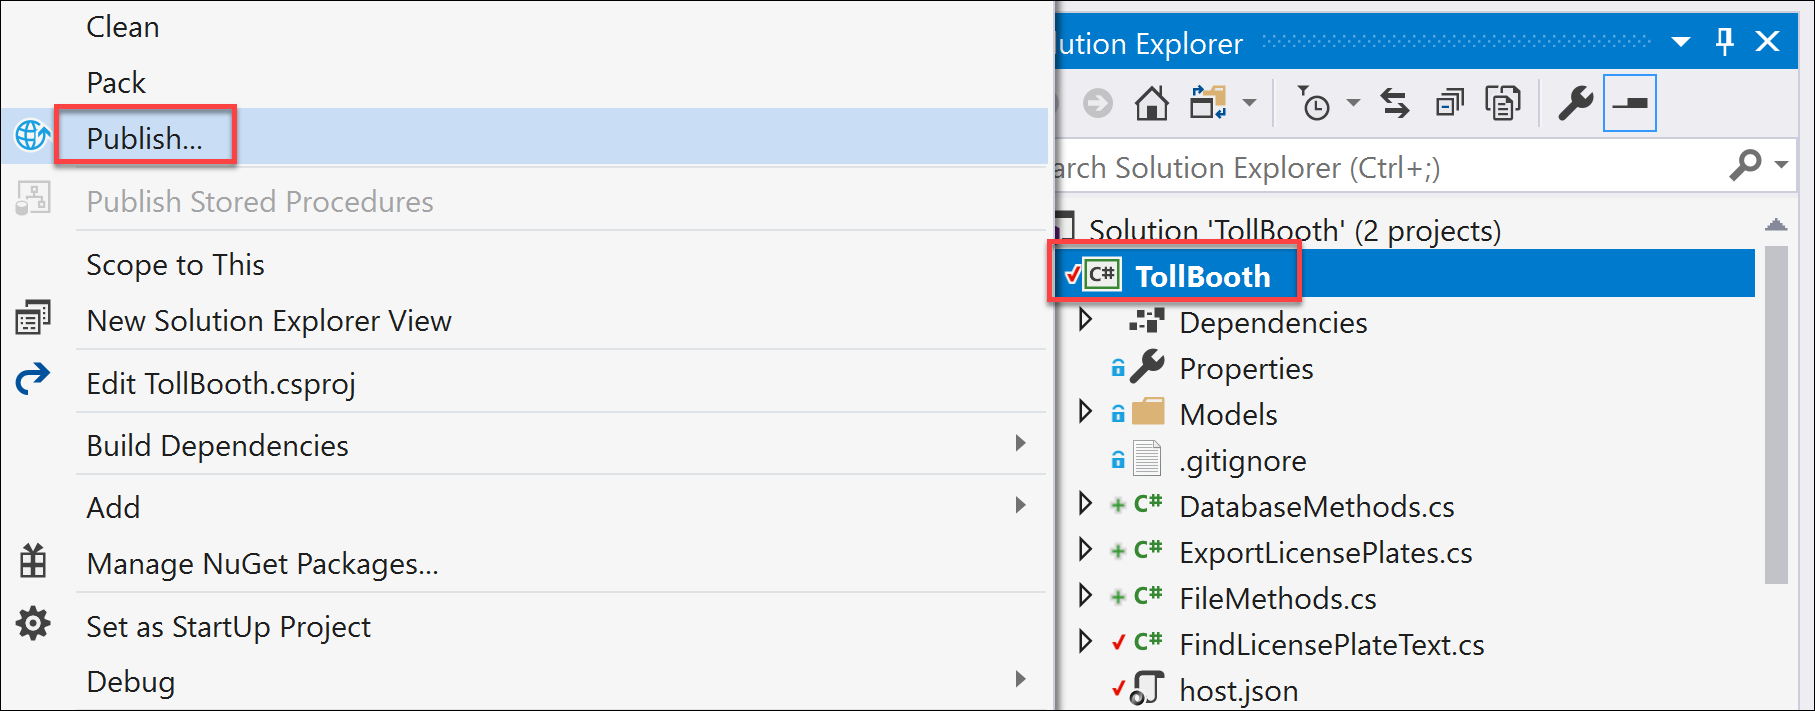 Clean
Pack
Publish...
Publish Stored Procedures
Scope to This
New Solution Explorer View
Edit TollBooth.csproj
Build Dependencies
Add
Manage NuGet Packages...
Set as StartUp Project
Debug
lution Explorer
arch Solution Explorer (Ctrl+;)
Solution 'TollBooth' (2 projects)
C# TollBooth
Dependencies
Properties
Models
.gitignore
C# DatabaseMethods.cs
C# ExportLicensePlates.cs
C# FileMethods.cs
C# FindLicensePlateText.cs
host.json